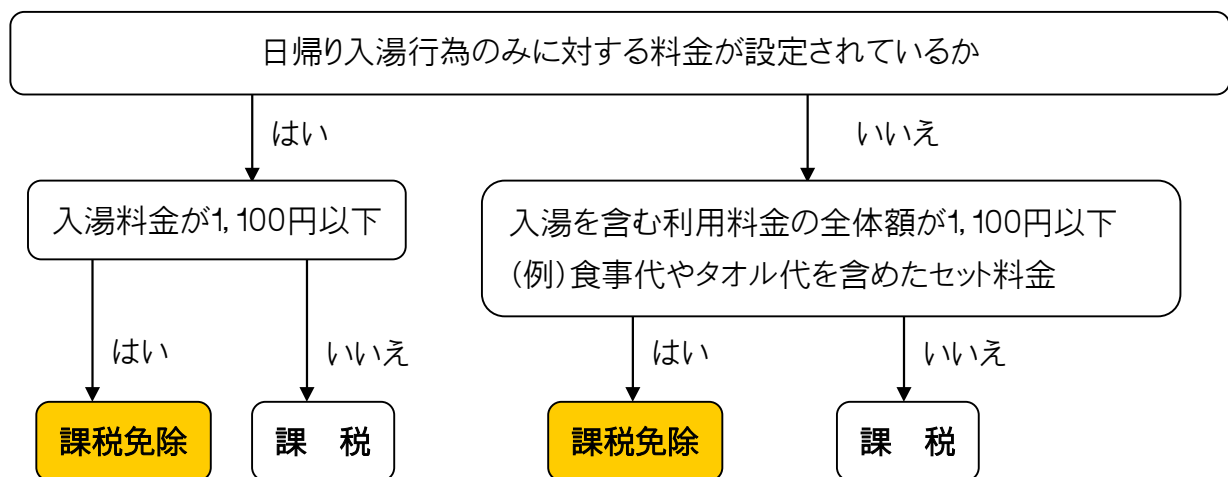 日帰り入湯行為のみに対する料金が設定されているか
はい
いいえ
入湯料金が1,100円以下
入湯を含む利用料金の全体額が1,100円以下
(例)食事代やタオル代を含めたセット料金
はい
いいえ
はい
いいえ
課税免除
課　税
課税免除
課　税